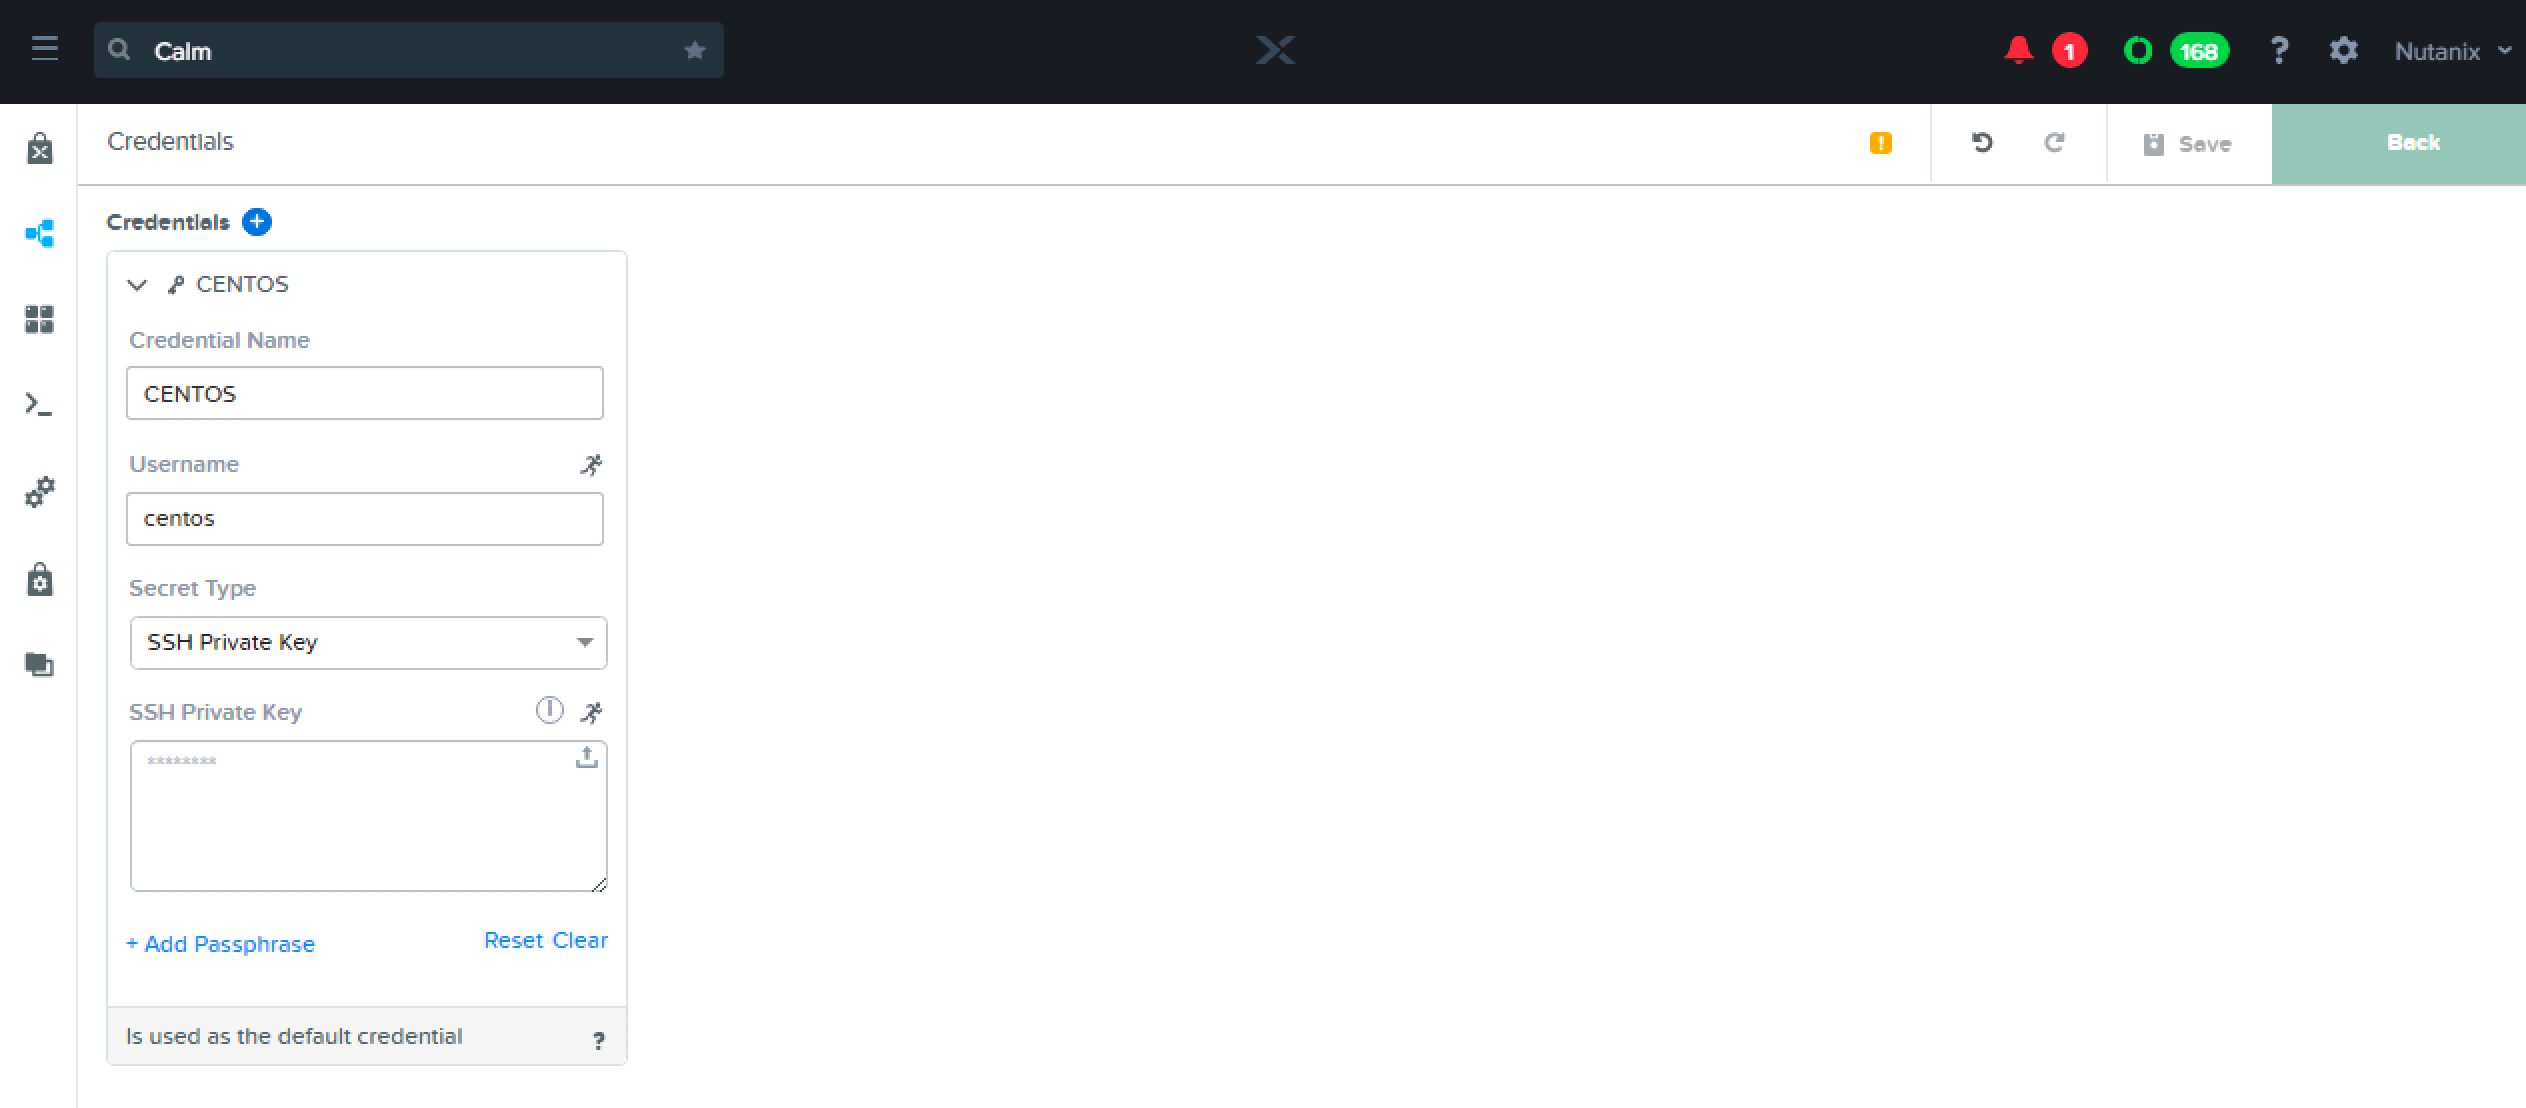 Calm
1
168
?
Nutanix
Credentials
Save
Back
Credentials
CENTOS
Credential Name
CENTOS
Username
centos
Secret Type
SSH Private Key
SSH Private Key
********
+ Add Passphrase
Reset Clear
Is used as the default credential ?